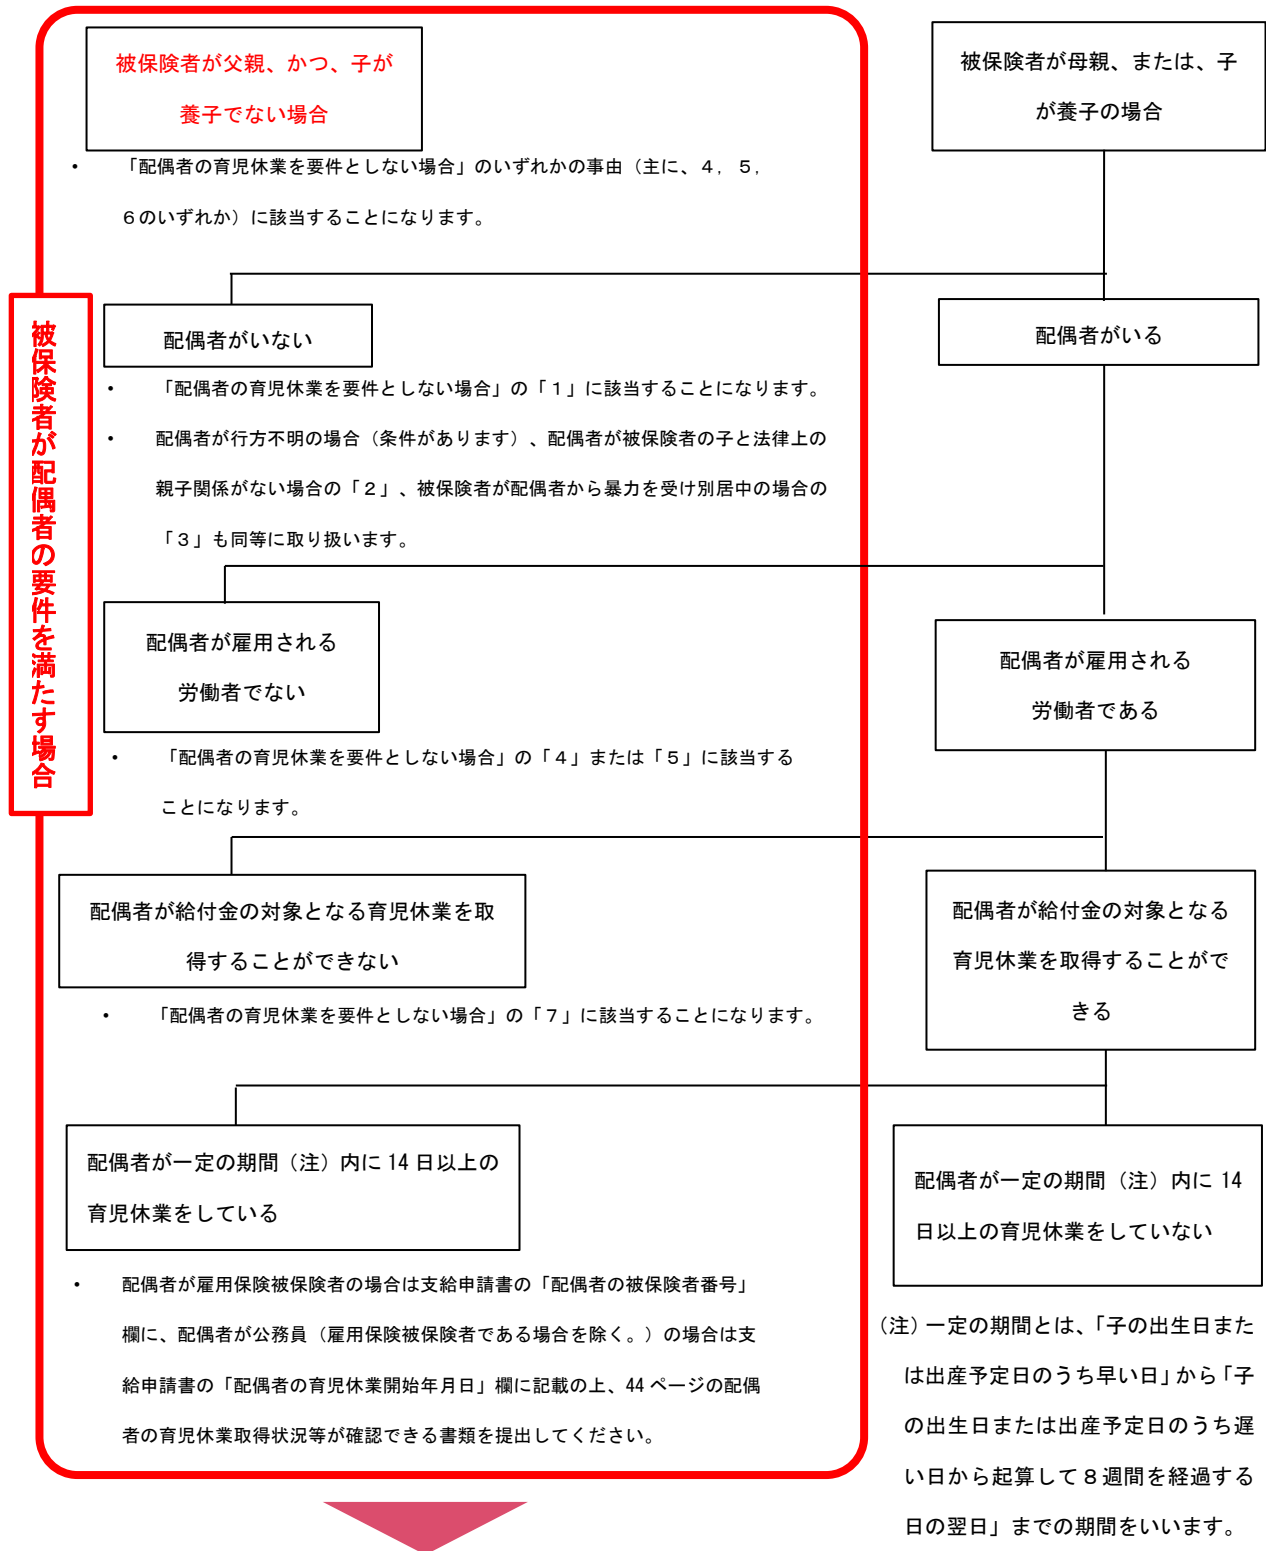 被保険者が父親、かつ、子が
養子でない場合
被保険者が母親、または、子
が養子の場合
• 「配偶者の育児休業を要件としない場合」のいずれかの事由（主に、４，５，
６のいずれか）に該当することになります。
被保険者が配偶者の要件を満たす場合
配偶者がいない
配偶者がいる
• 「配偶者の育児休業を要件としない場合」の「１」に該当することになります。
• 配偶者が行方不明の場合（条件があります）、配偶者が被保険者の子と法律上の
親子関係がない場合の「２」、被保険者が配偶者から暴力を受け別居中の場合の
「３」も同等に取り扱います。
配偶者が雇用される
労働者でない
配偶者が雇用される
労働者である
• 「配偶者の育児休業を要件としない場合」の「４」または「５」に該当する
ことになります。
配偶者が給付金の対象となる育児休業を取
得することができない
配偶者が給付金の対象となる
育児休業を取得することがで
きる
• 「配偶者の育児休業を要件としない場合」の「７」に該当することになります。
配偶者が一定の期間（注）内に 14 日以上の
育児休業をしている
配偶者が一定の期間（注）内に 14
日以上の育児休業をしていない
• 配偶者が雇用保険被保険者の場合は支給申請書の「配偶者の被保険者番号」
欄に、配偶者が公務員（雇用保険被保険者である場合を除く。）の場合は支
給申請書の「配偶者の育児休業開始年月日」欄に記載の上、44 ページの配偶
者の育児休業取得状況等が確認できる書類を提出してください。
（注）一定の期間とは、「子の出生日また
は出産予定日のうち早い日」から「子
の出生日または出産予定日のうち遅
い日から起算して８週間を経過する
日の翌日」までの期間をいいます。